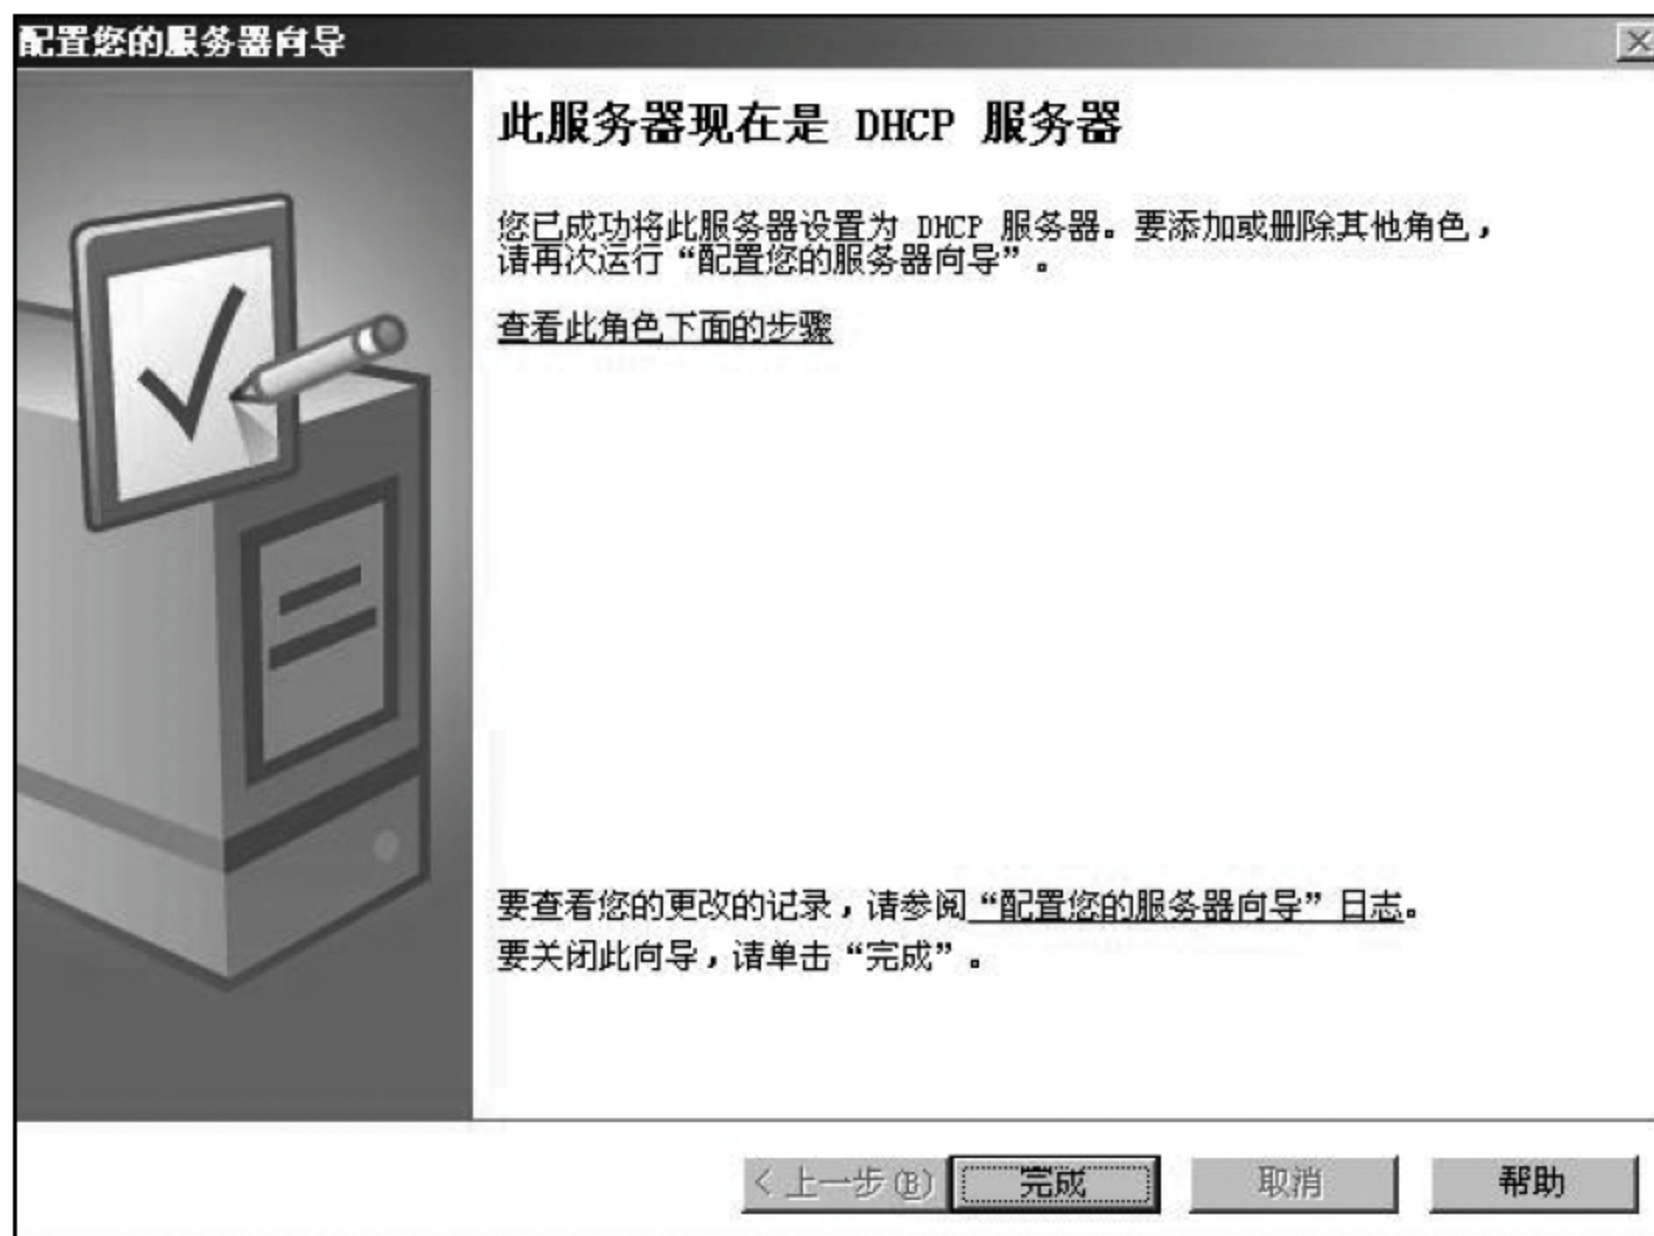 配置您的服务器向导
此服务器现在是 DHCP 服务器
您已成功将此服务器设置为 DHCP 服务器。要添加或删除其他角色，
请再次运行“配置您的服务器向导”。
查看此角色下面的步骤
要查看您的更改的记录，请参阅“配置您的服务器向导”日志。
要关闭此向导，请单击“完成”。
< 上一步(B) 完成 取消 帮助